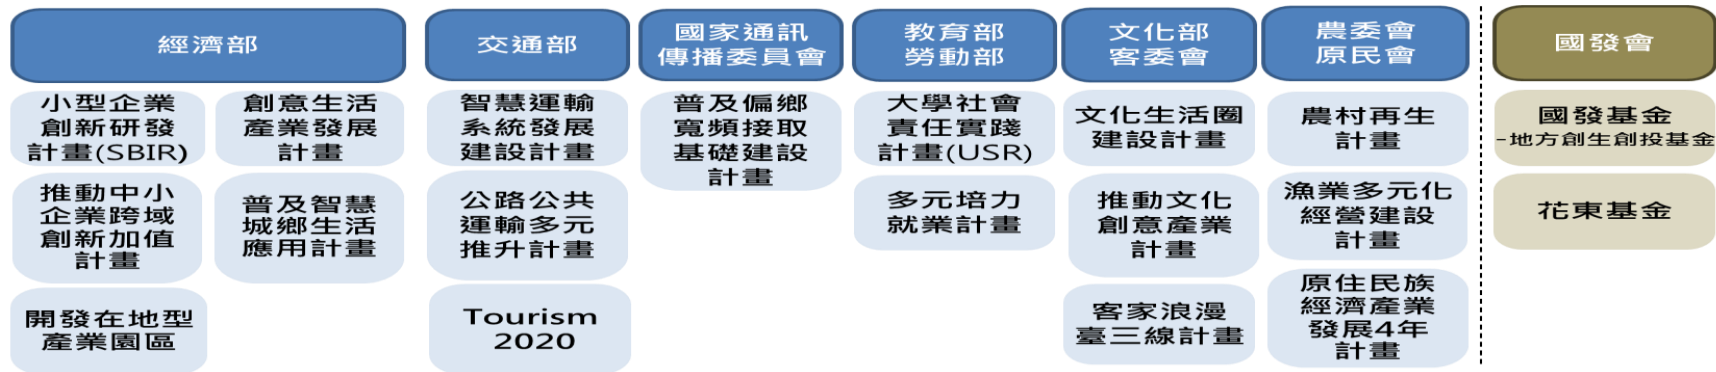 經濟部
小型企業
創新研發
計畫(SBIR)
推動中小
企業跨域
創新加值
計畫
開發在地型
產業園區
創意生活
產業發展
計畫
普及智慧
城鄉生活
應用計畫
交通部
智慧運輸
系統發展
建設計畫
公路公共
運輸多元
推升計畫
Tourism
2020
國家通訊
傳播委員會
普及偏鄉
寬頻接取
基礎建設
計畫
教育部
勞動部
大學社會
責任實踐
計畫(USR)
多元培力
就業計畫
文化部
客委會
文化生活圈
建設計畫
推動文化
創意產業
計畫
客家浪漫
臺三線計畫
農委會
原民會
農村再生
計畫
漁業多元化
經營建設
計畫
原住民族
經濟產業
發展4年
計畫
國發會
國發基金
-地方創生創投基金
花東基金